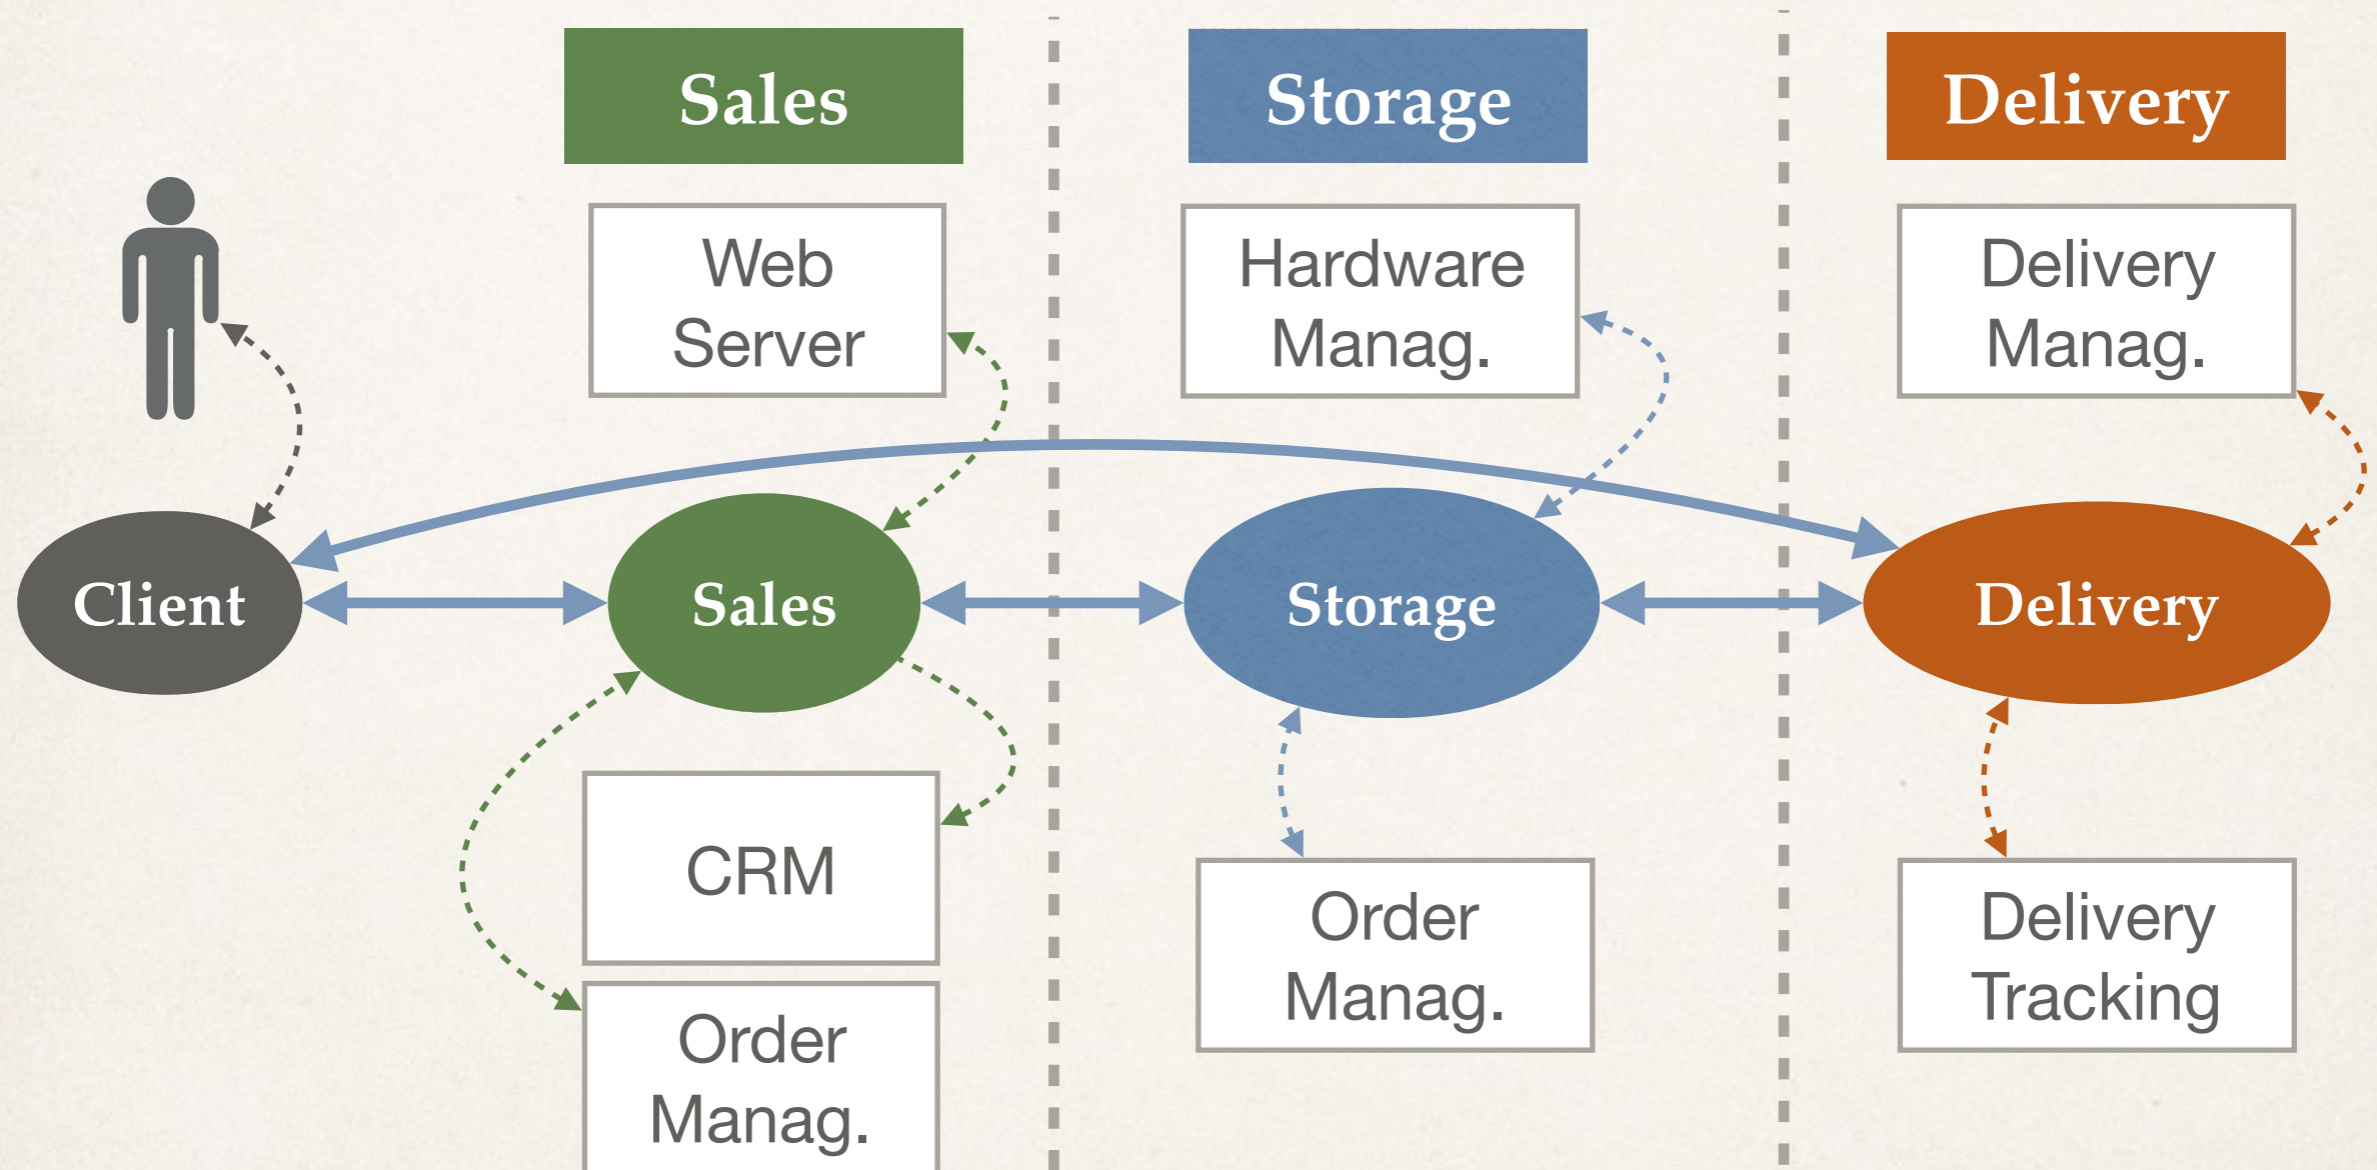 Sales
Storage
Delivery
Web
Server
Hardware
Manag.
Delivery
Manag.
Client
Sales
Storage
Delivery
CRM
Order
Manag.
Order
Manag.
Delivery
Tracking